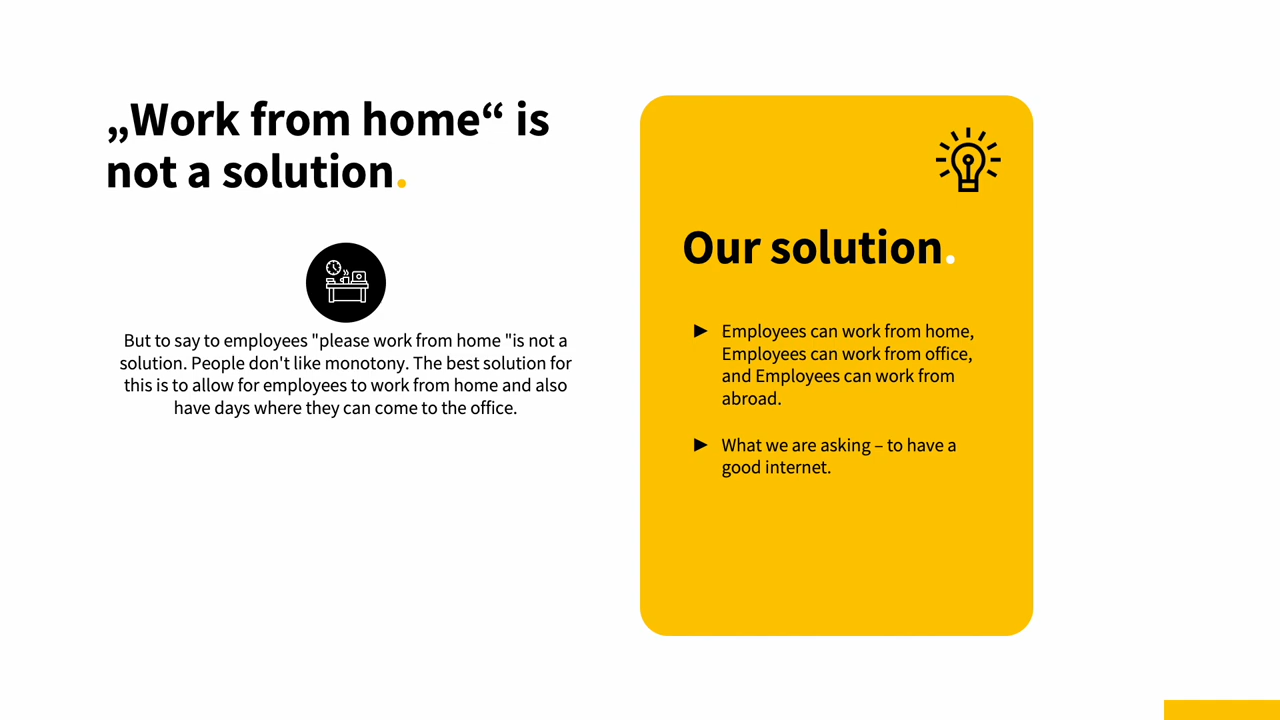 „Work from home“ is
not a solution.
But to say to employees "please work from home "is not a
solution. People don't like monotony. The best solution for
this is to allow for employees to work from home and also
have days where they can come to the office.
Our solution.
► Employees can work from home,
Employees can work from office,
and Employees can work from
abroad.
► What we are asking – to have a
good internet.